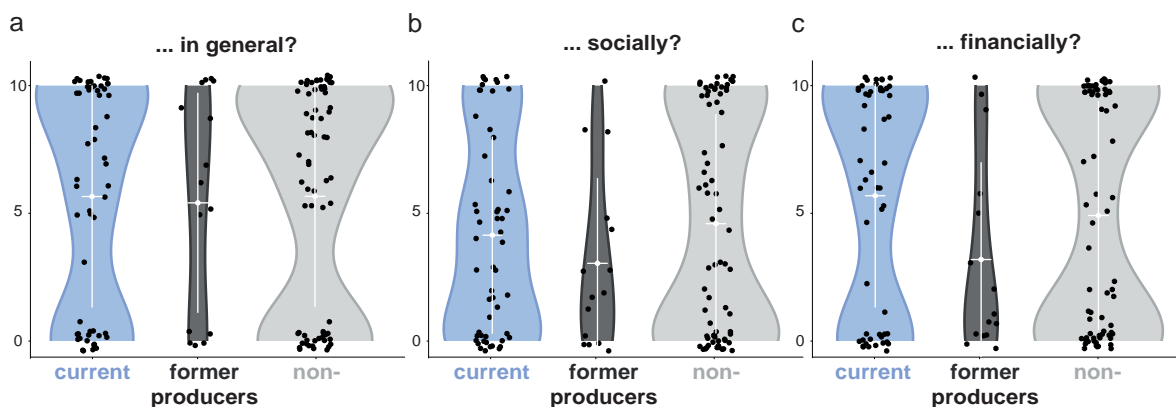 a
... in general?
10
5
0
current
former
non-
producers
b
... socially?
10
5
0
current
former
non-
producers
c
... financially?
10
5
0
current
former
non-
producers